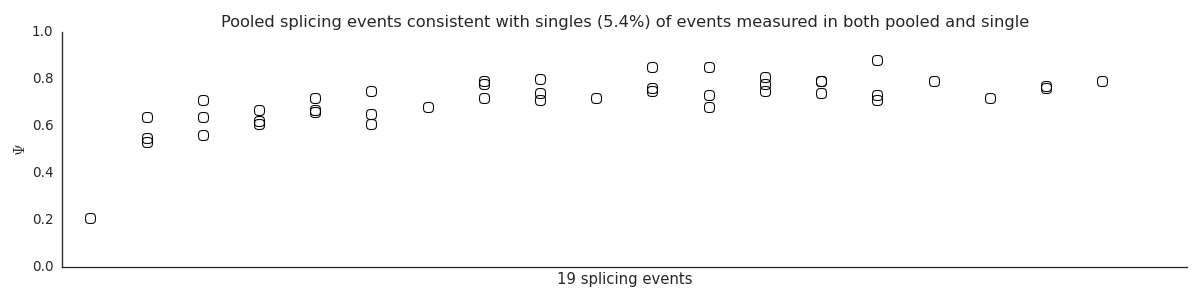 Pooled splicing events consistent with singles (5.4%) of events measured in both pooled and single
1.0
0.8
0.6
0.4
0.2
0.0
Ψ
19 splicing events